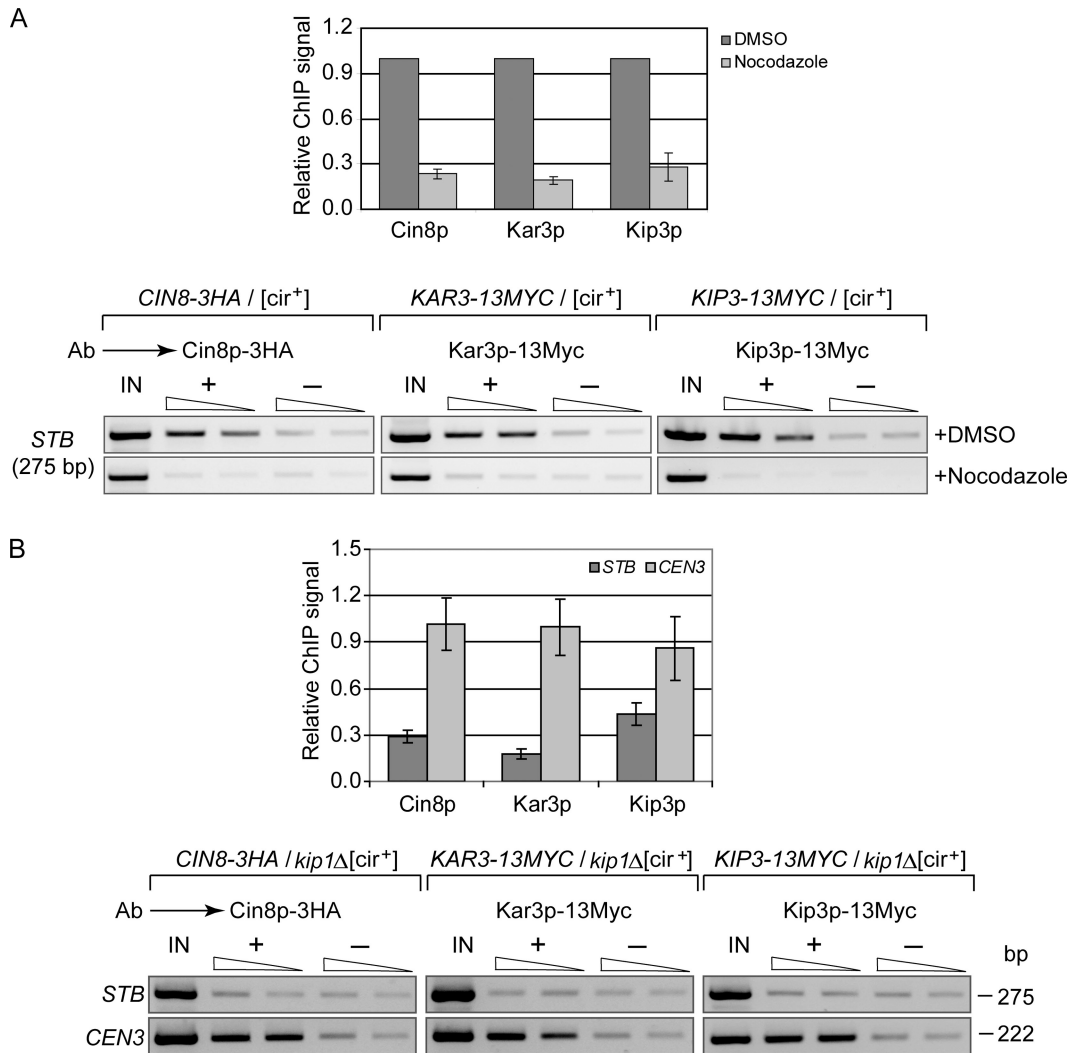 A
Relative ChIP signal
1.2
0.9
0.6
0.3
0.0
DMSO
Nocodazole
Cin8p Kar3p Kip3p
CIN8-3HA / [cir⁺] KAR3-13MYC / [cir⁺] KIP3-13MYC / [cir⁺]
Ab Cin8p-3HA Kar3p-13Myc Kip3p-13Myc
IN + – IN + – IN + –
STB
(275 bp)
+DMSO
+Nocodazole
B
Relative ChIP signal
1.5
1.2
0.9
0.6
0.3
0.0
STB CEN3
Cin8p Kar3p Kip3p
CIN8-3HA / kip1Δ[cir⁺] KAR3-13MYC / kip1Δ[cir⁺] KIP3-13MYC / kip1Δ[cir⁺]
Ab Cin8p-3HA Kar3p-13Myc Kip3p-13Myc
IN + – IN + – IN + – bp
STB – 275
CEN3 – 222